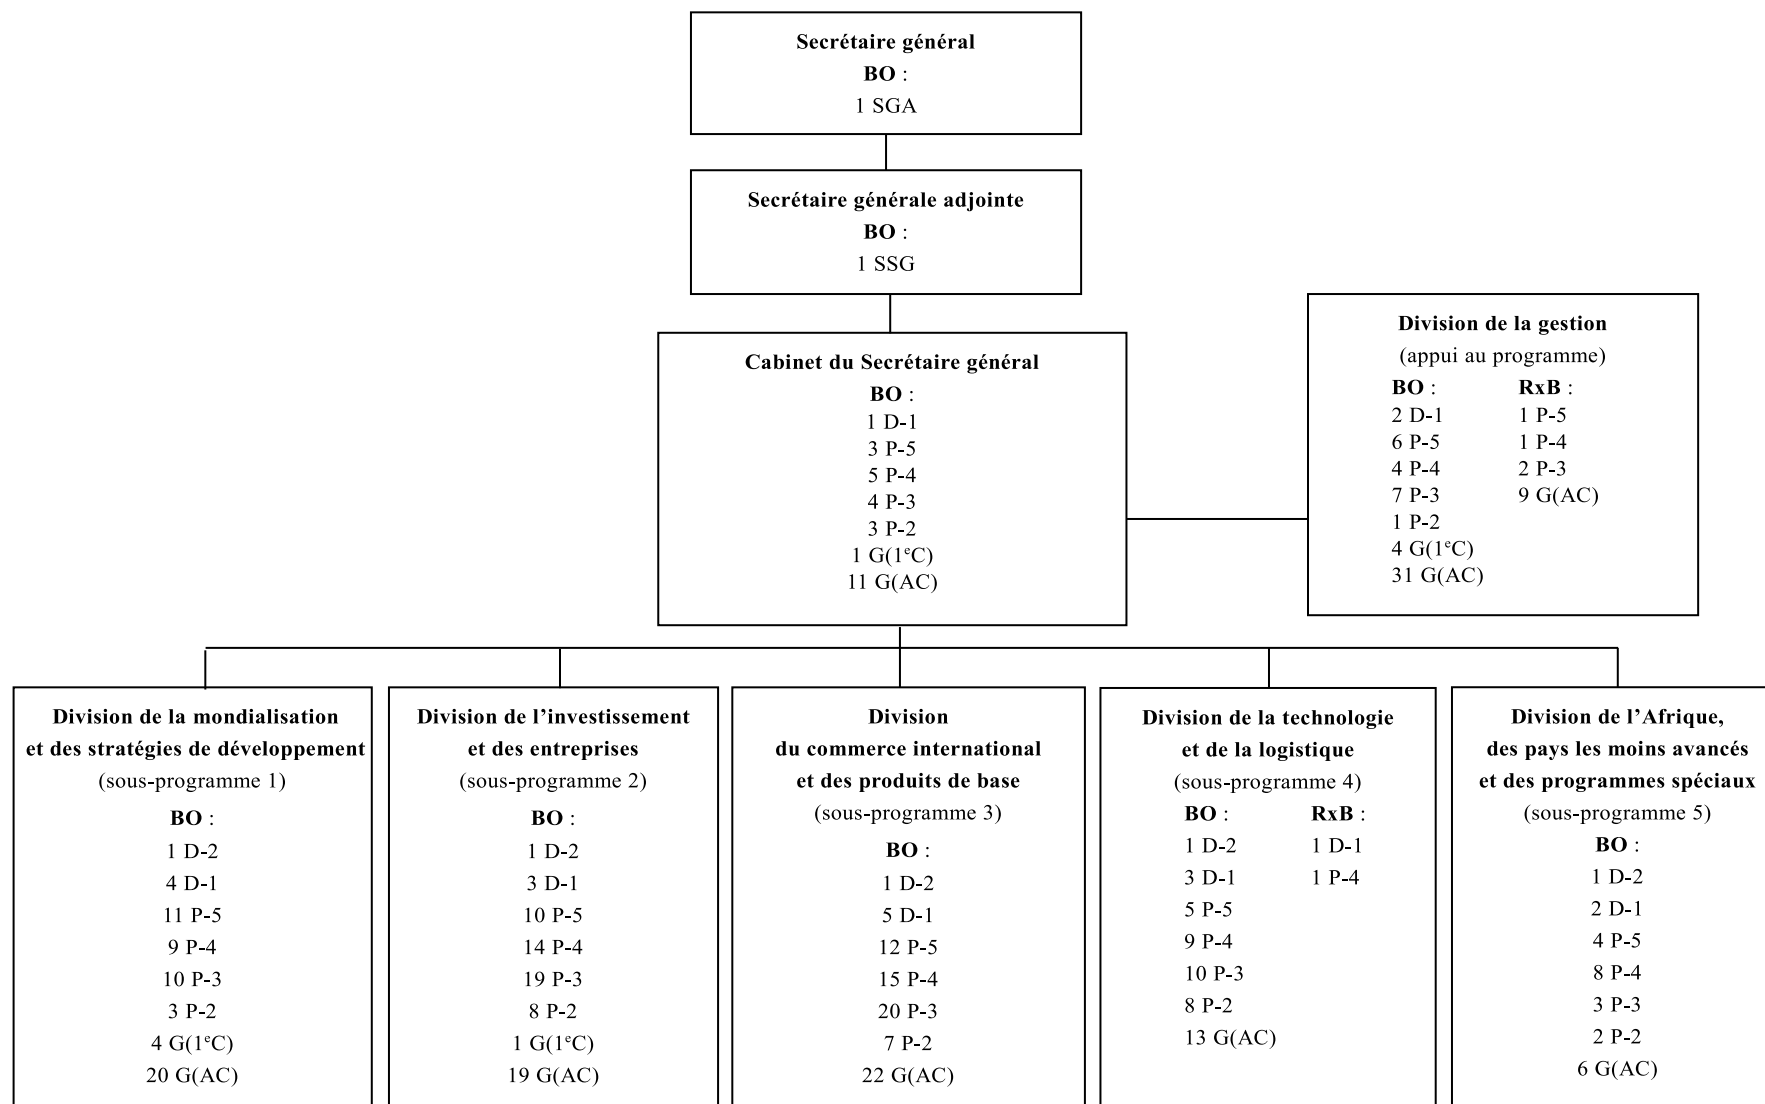 Secrétaire général
BO :
1 SGA
Secrétaire générale adjointe
BO :
1 SSG
Cabinet du Secrétaire général
BO :
1 D-1
3 P-5
5 P-4
4 P-3
3 P-2
1 G(1ᵉC)
11 G(AC)
Division de la gestion
(appui au programme)
BO : RxB :
2 D-1 1 P-5
6 P-5 1 P-4
4 P-4 2 P-3
7 P-3 9 G(AC)
1 P-2
4 G(1ᵉC)
31 G(AC)
Division de la mondialisation
et des stratégies de développement
(sous-programme 1)
BO :
1 D-2
4 D-1
11 P-5
9 P-4
10 P-3
3 P-2
4 G(1ᵉC)
20 G(AC)
Division de l’investissement
et des entreprises
(sous-programme 2)
BO :
1 D-2
3 D-1
10 P-5
14 P-4
19 P-3
8 P-2
1 G(1ᵉC)
19 G(AC)
Division
du commerce international
et des produits de base
(sous-programme 3)
BO :
1 D-2
5 D-1
12 P-5
15 P-4
20 P-3
7 P-2
22 G(AC)
Division de la technologie
et de la logistique
(sous-programme 4)
BO : RxB :
1 D-2 1 D-1
3 D-1 1 P-4
5 P-5
9 P-4
10 P-3
8 P-2
13 G(AC)
Division de l’Afrique,
des pays les moins avancés
et des programmes spéciaux
(sous-programme 5)
BO :
1 D-2
2 D-1
4 P-5
8 P-4
3 P-3
2 P-2
6 G(AC)